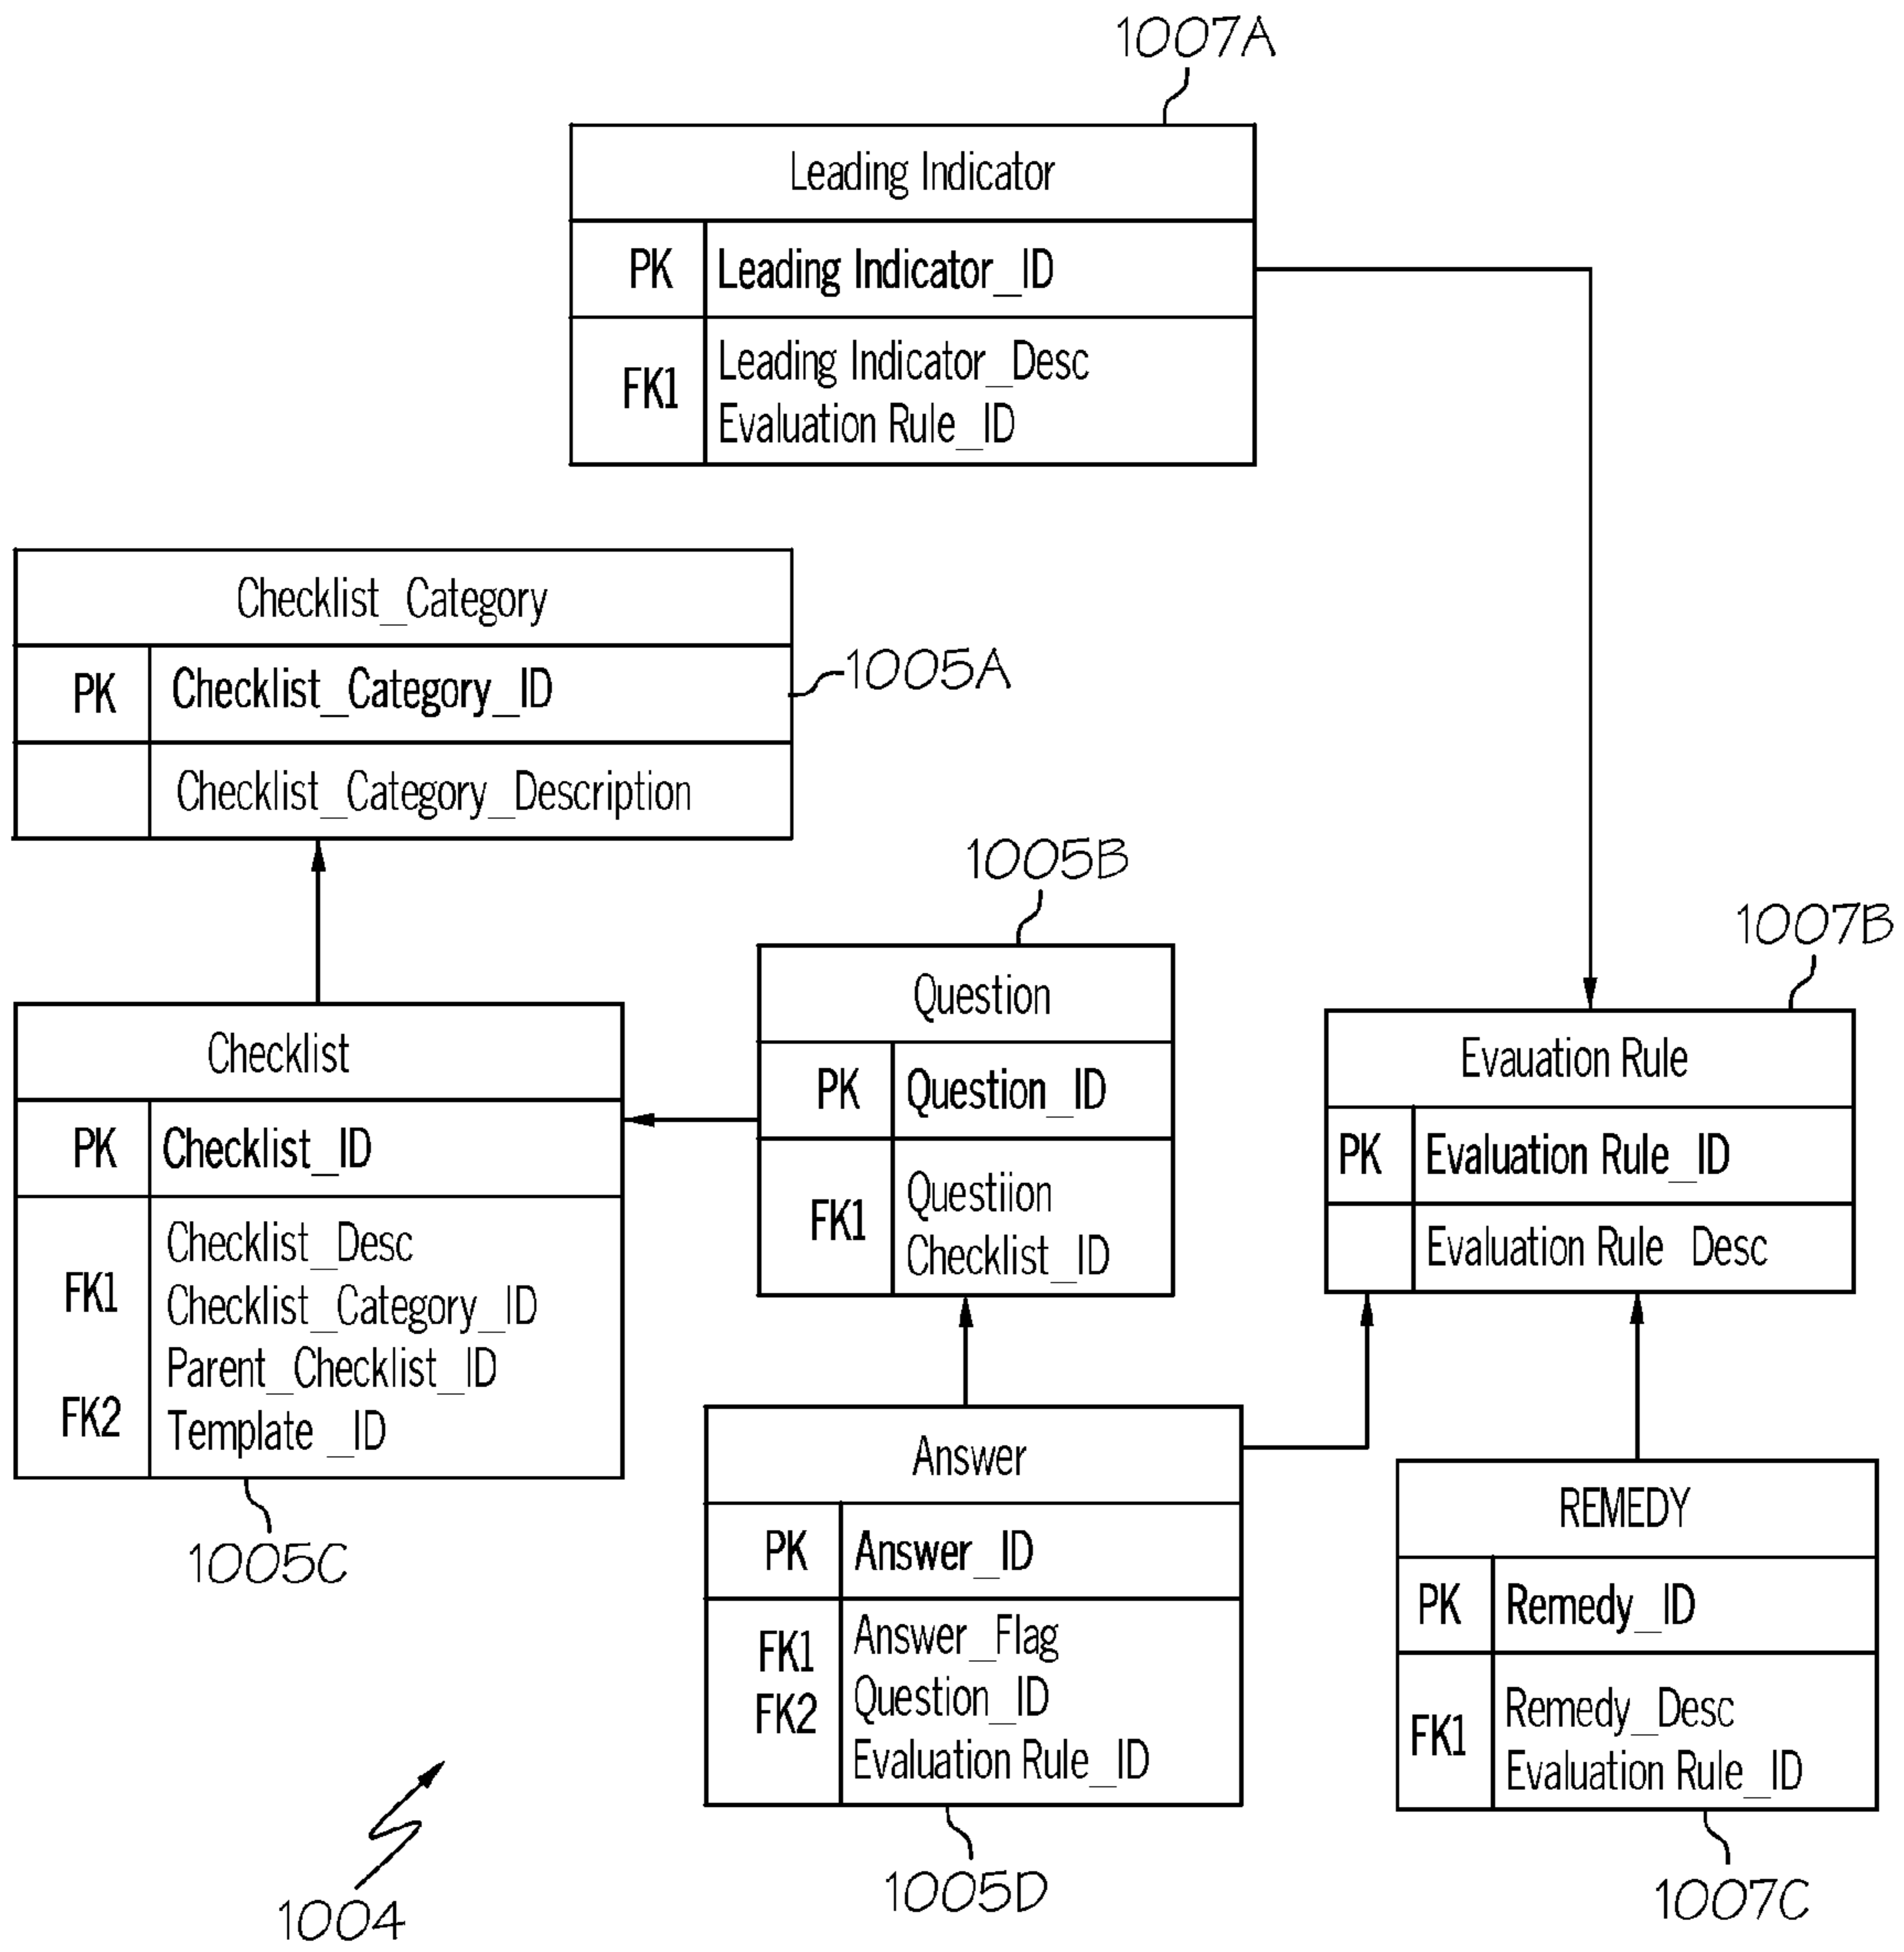 1007A
Leading Indicator
PK Leading Indicator_ID
Leading Indicator_Desc
FK1
Evaluation Rule_ID
Checklist_Category
PK Checklist_Category_ID
1005A
Checklist_Category_Description
1005B
Question
PK Question_ID
Questiion
FK1
Checklist_ID
1007B
Evauation Rule
PK Evaluation Rule_ID
Evaluation Rule Desc
Checklist
PK Checklist_ID
Checklist_Desc
FK1 Checklist_Category_ID
Parent_Checklist_ID
FK2 Template _ID
1005C
Answer
PK Answer_ID
FK1 Answer_Flag
FK2 Question_ID
Evaluation Rule_ID
1005D
REMEDY
PK Remedy_ID
Remedy_Desc
FK1
Evaluation Rule_ID
1007C
1004